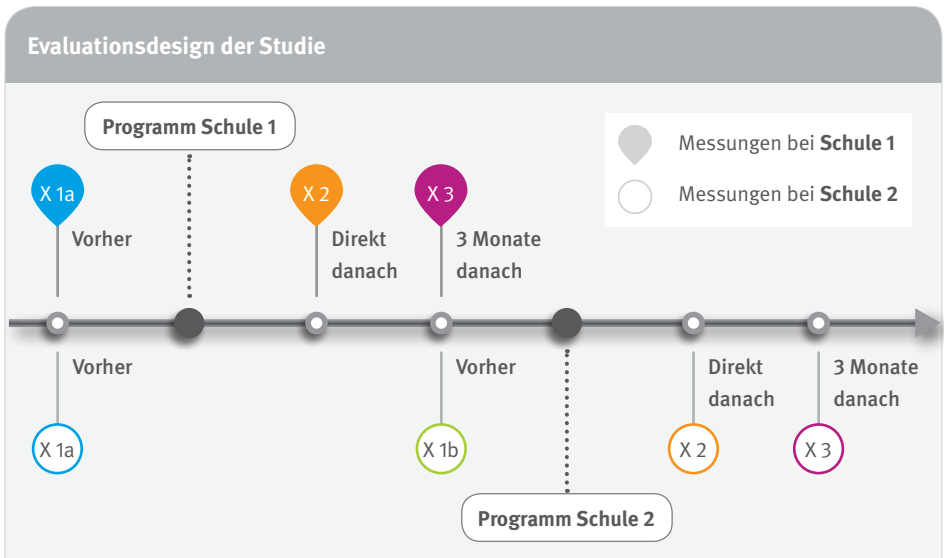 Evaluationsdesign der Studie
Programm Schule 1
Messungen bei Schule 1
Messungen bei Schule 2
X 1a
X 2
X 3
Vorher
Direkt
danach
3 Monate
danach
Vorher
Vorher
Direkt
danach
3 Monate
danach
X 1a
X 1b
X 2
X 3
Programm Schule 2